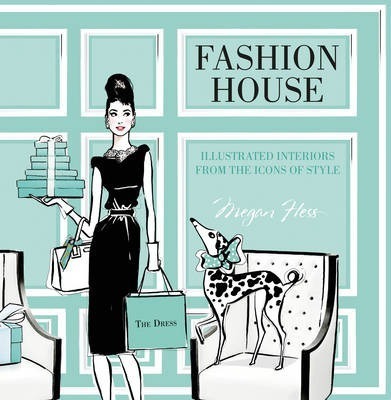 FASHION
HOUSE
ILLUSTRATED INTERIORS
FROM THE ICONS OF STYLE
Megan Hess
THE DRESS